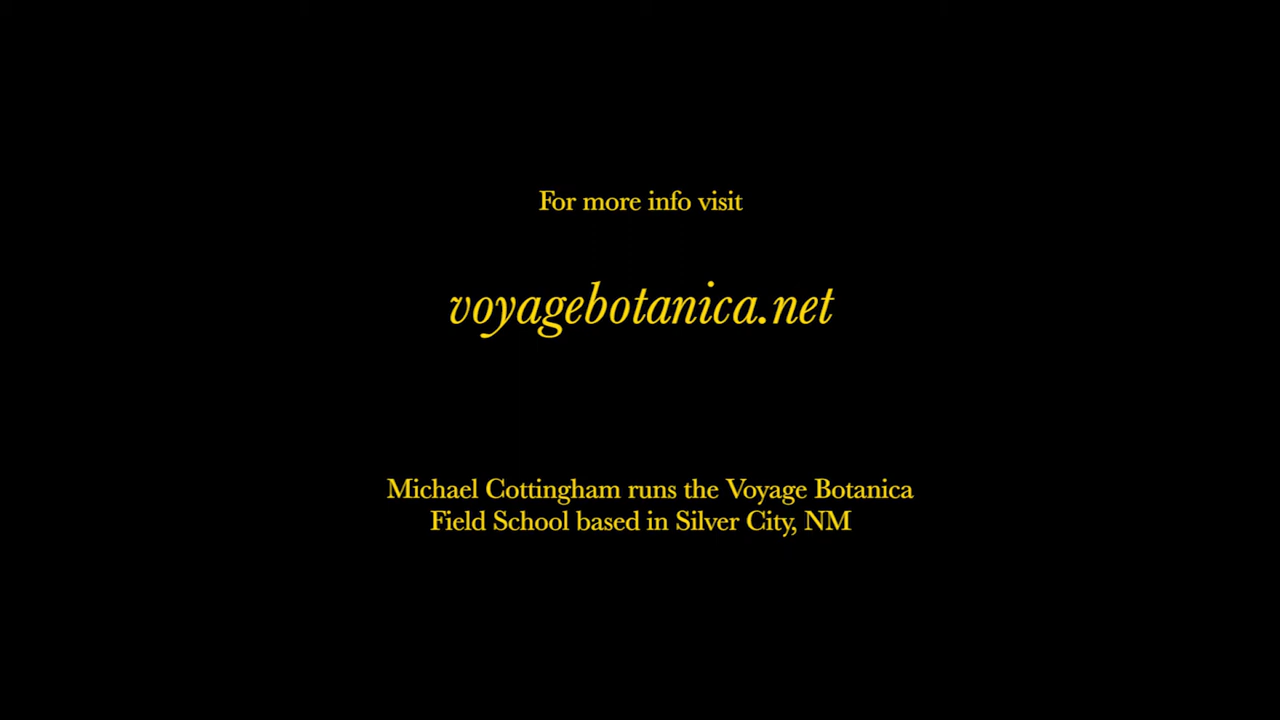 For more info visit
voyagebotanica.net
Michael Cottingham runs the Voyage Botanica
Field School based in Silver City, NM